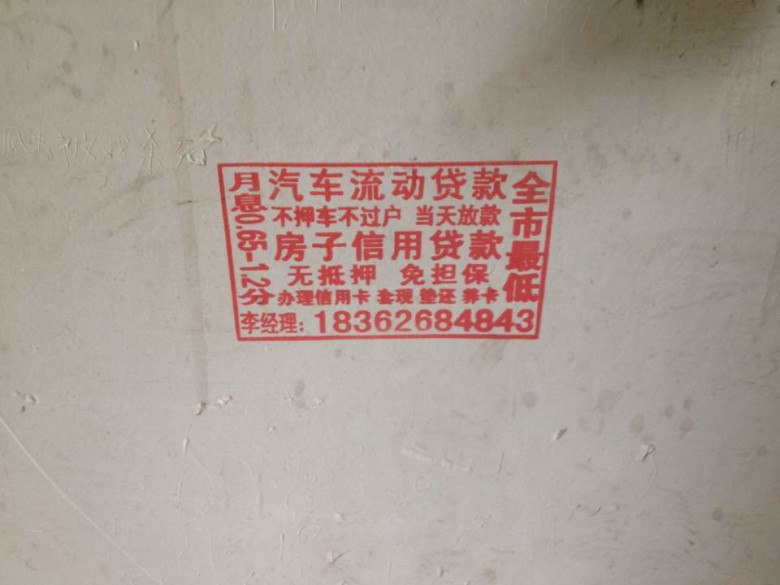 月息0.65-1.2分
汽车流动贷款
不押车不过户 当天放款
房子信用贷款
无抵押 免担保
办理信用卡 套现 垫还 养卡
全市最低
李经理：18362684843